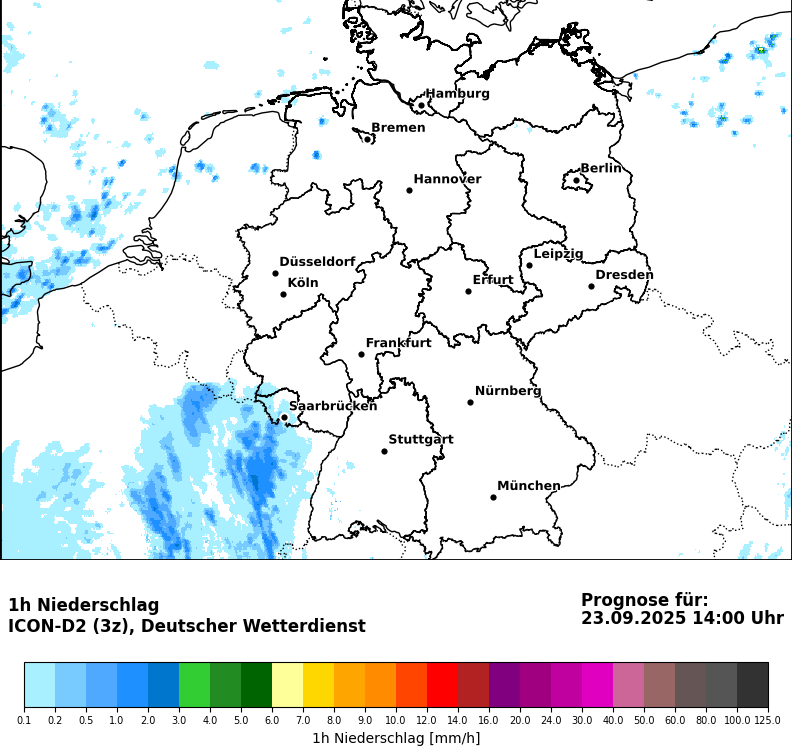 Hamburg
Bremen
Berlin
Hannover
Leipzig
Düsseldorf
Dresden
Erfurt
Köln
Frankfurt
Nürnberg
Saarbrücken
Stuttgart
München
1h Niederschlag
ICON-D2 (3z), Deutscher Wetterdienst
Prognose für:
23.09.2025 14:00 Uhr
0.1 0.2 0.5 1.0 2.0 3.0 4.0 5.0 6.0 7.0 8.0 9.0 10.0 12.0 14.0 16.0 20.0 24.0 30.0 40.0 50.0 60.0 80.0 100.0 125.0
1h Niederschlag [mm/h]